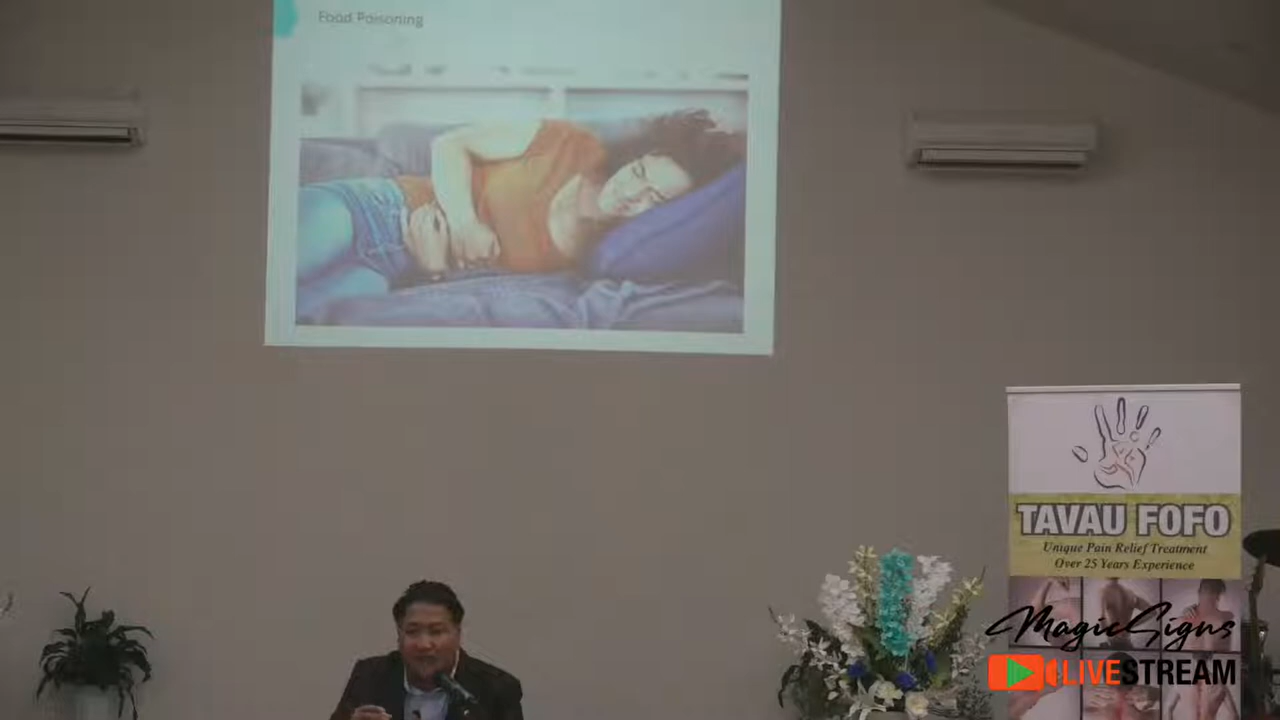 Food Poisoning
TAVAU FOFO
Unique Pain Relief Treatment
Over 25 Years Experience
MagicSigns
LIVESTREAM